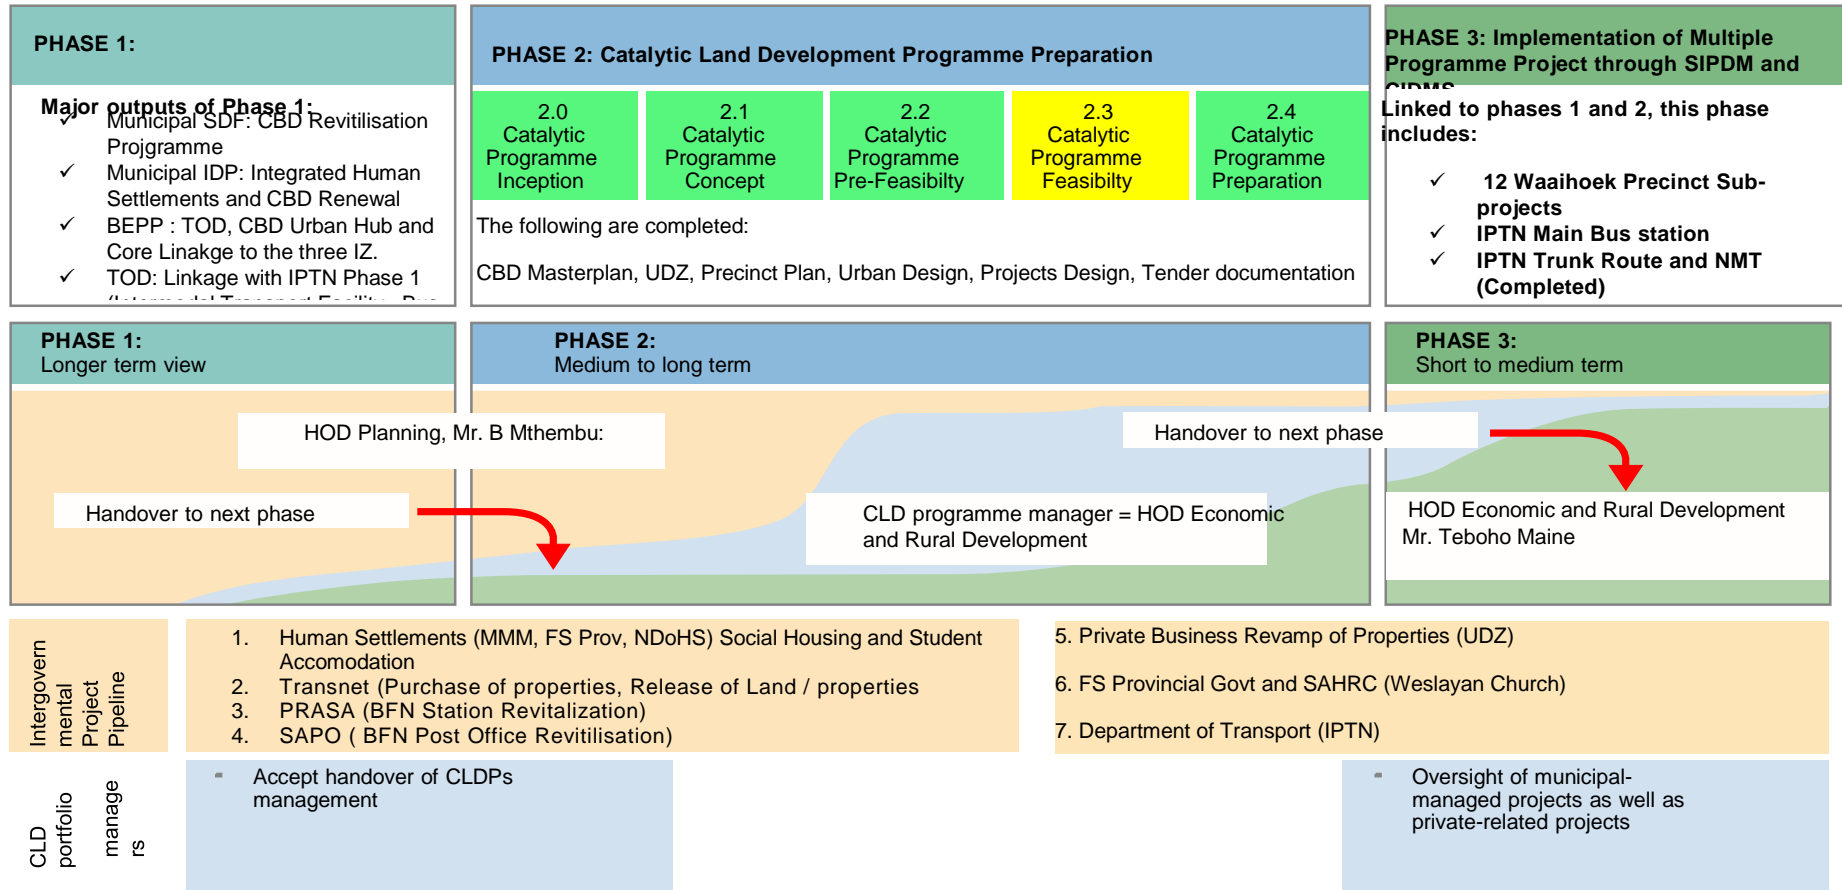 PHASE 1:
Major outputs of Phase 1:
✓ Municipal SDF: CBD Revitilisation
Projgramme
✓ Municipal IDP: Integrated Human
Settlements and CBD Renewal
✓ BEPP : TOD, CBD Urban Hub and
Core Linakge to the three IZ.
✓ TOD: Linkage with IPTN Phase 1
(Intermodal Transport Facility - Bus
PHASE 2: Catalytic Land Development Programme Preparation
2.0
Catalytic
Programme
Inception
2.1
Catalytic
Programme
Concept
2.2
Catalytic
Programme
Pre-Feasibilty
2.3
Catalytic
Programme
Feasibilty
2.4
Catalytic
Programme
Preparation
The following are completed:
CBD Masterplan, UDZ, Precinct Plan, Urban Design, Projects Design, Tender documentation
PHASE 3: Implementation of Multiple
Programme Project through SIPDM and
CIDMS
Linked to phases 1 and 2, this phase
includes:
✓ 12 Waaihoek Precinct Sub-
projects
✓ IPTN Main Bus station
✓ IPTN Trunk Route and NMT
(Completed)
PHASE 1:
Longer term view
PHASE 2:
Medium to long term
PHASE 3:
Short to medium term
HOD Planning, Mr. B Mthembu:
Handover to next phase
Handover to next phase
CLD programme manager = HOD Economic
and Rural Development
HOD Economic and Rural Development
Mr. Teboho Maine
Intergovern
mental
Project
Pipeline
1. Human Settlements (MMM, FS Prov, NDoHS) Social Housing and Student
Accomodation
2. Transnet (Purchase of properties, Release of Land / properties
3. PRASA (BFN Station Revitalization)
4. SAPO ( BFN Post Office Revitilisation)
5. Private Business Revamp of Properties (UDZ)
6. FS Provincial Govt and SAHRC (Weslayan Church)
7. Department of Transport (IPTN)
CLD
portfolio
manage
rs
Accept handover of CLDPs
management
Oversight of municipal-
managed projects as well as
private-related projects